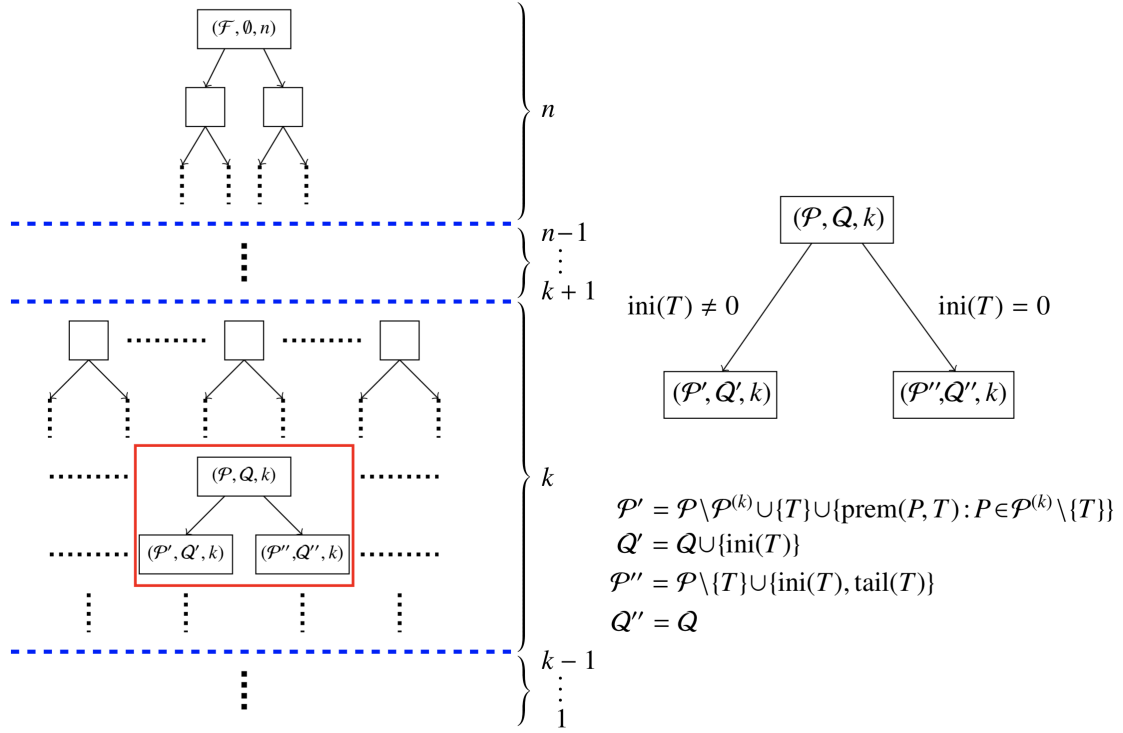 (𝓕, ∅, n)
n
n−1
⋮
k + 1
(𝒫, 𝒬, k)
ini(T) ≠ 0
ini(T) = 0
(𝒫′, 𝒬′, k)
(𝒫″, 𝒬″, k)
(𝒫, 𝒬, k)
k
(𝒫′, 𝒬′, k)
(𝒫″, 𝒬″, k)
𝒫′ = 𝒫\𝒫⁽ᵏ⁾ ∪ {T} ∪ {prem(P, T) : P ∈ 𝒫⁽ᵏ⁾ \{T}}
𝒬′ = 𝒬 ∪ {ini(T)}
𝒫″ = 𝒫\{T} ∪ {ini(T), tail(T)}
𝒬″ = 𝒬
k − 1
⋮
1